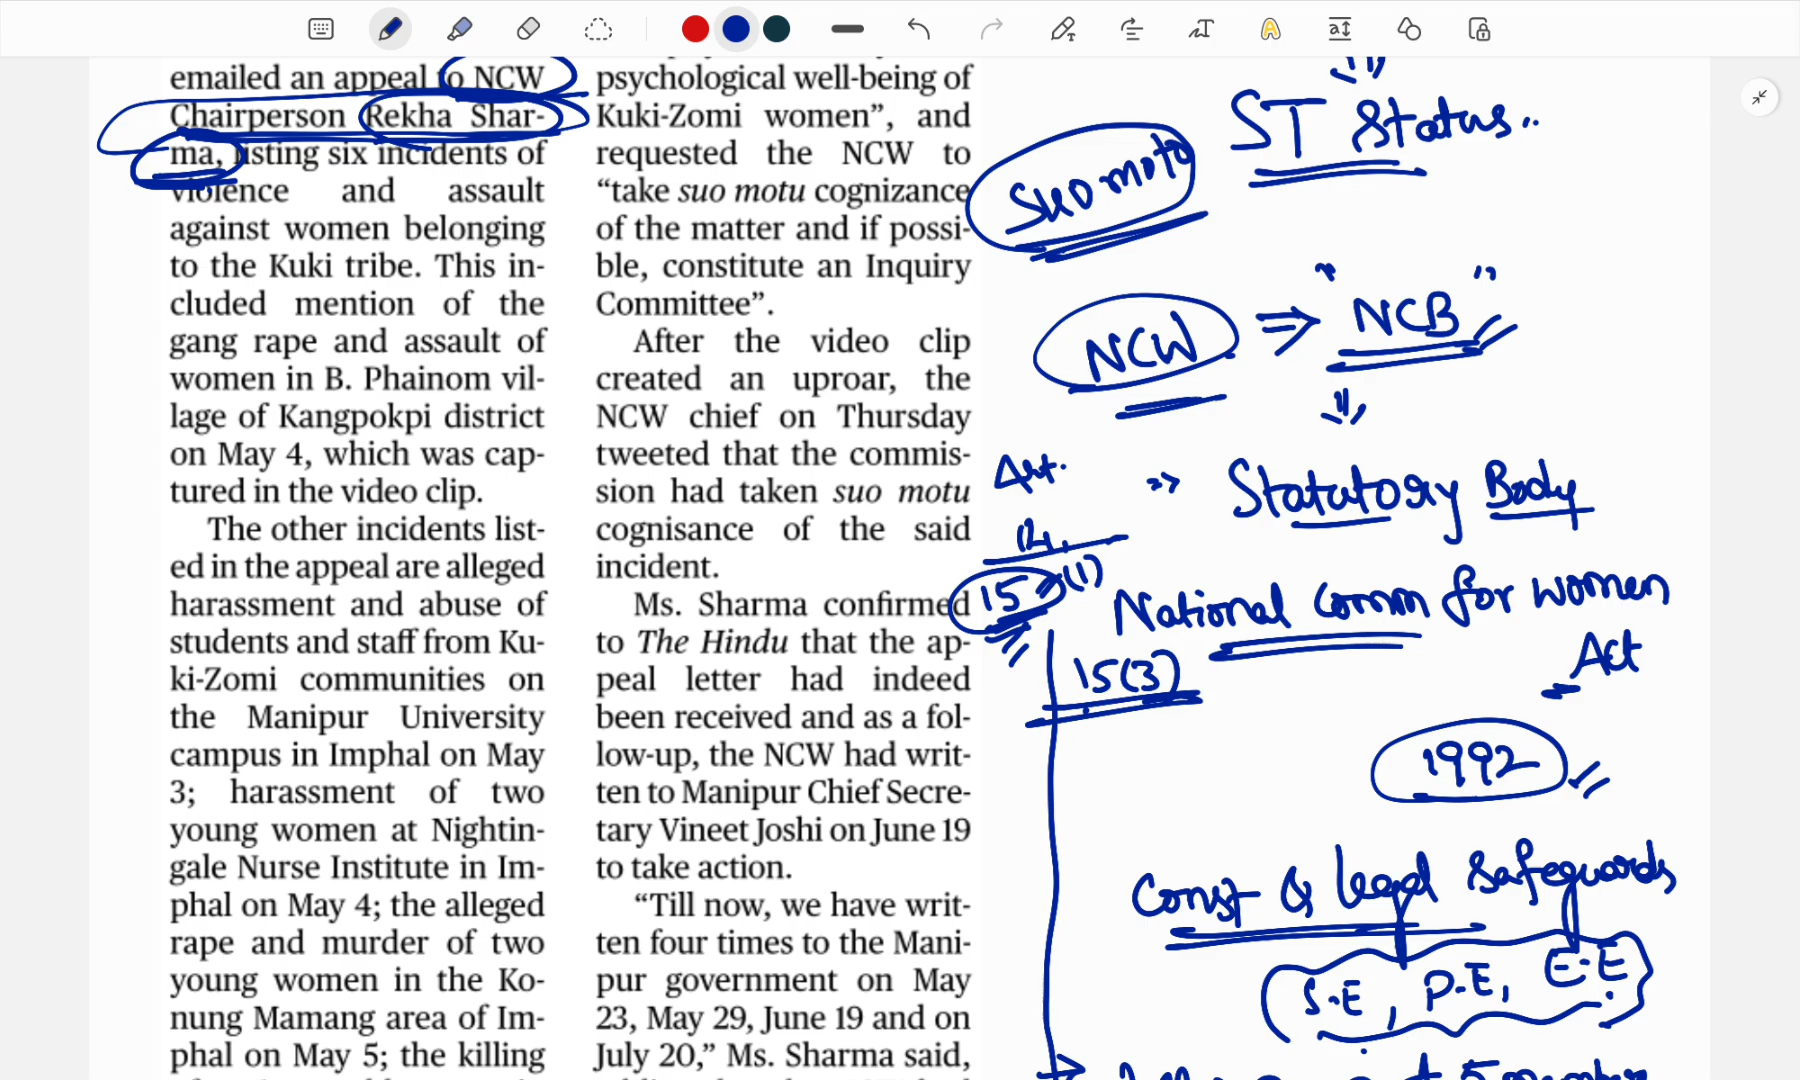 emailed an appeal to NCW
Chairperson Rekha Shar-
ma, listing six incidents of
violence and assault
against women belonging
to the Kuki tribe. This in-
cluded mention of the
gang rape and assault of
women in B. Phainom vil-
lage of Kangpokpi district
on May 4, which was cap-
tured in the video clip.
The other incidents list-
ed in the appeal are alleged
harassment and abuse of
students and staff from Ku-
ki-Zomi communities on
the Manipur University
campus in Imphal on May
3; harassment of two
young women at Nightin-
gale Nurse Institute in Im-
phal on May 4; the alleged
rape and murder of two
young women in the Ko-
nung Mamang area of Im-
phal on May 5; the killing
psychological well-being of
Kuki-Zomi women”, and
requested the NCW to
“take suo motu cognizance
of the matter and if possi-
ble, constitute an Inquiry
Committee”.
After the video clip
created an uproar, the
NCW chief on Thursday
tweeted that the commis-
sion had taken suo motu
cognisance of the said
incident.
Ms. Sharma confirmed
to The Hindu that the ap-
peal letter had indeed
been received and as a fol-
low-up, the NCW had writ-
ten to Manipur Chief Secre-
tary Vineet Joshi on June 19
to take action.
“Till now, we have writ-
ten four times to the Mani-
pur government on May
23, May 29, June 19 and on
July 20,” Ms. Sharma said,
ST Status..
Suo moto
NCW ⇒ "NCB"
Art. Statutory Body
14,
15 (1) National Comm for women
15(3) Act
1992
Const & legal Safeguards
S.E, P.E, E.E